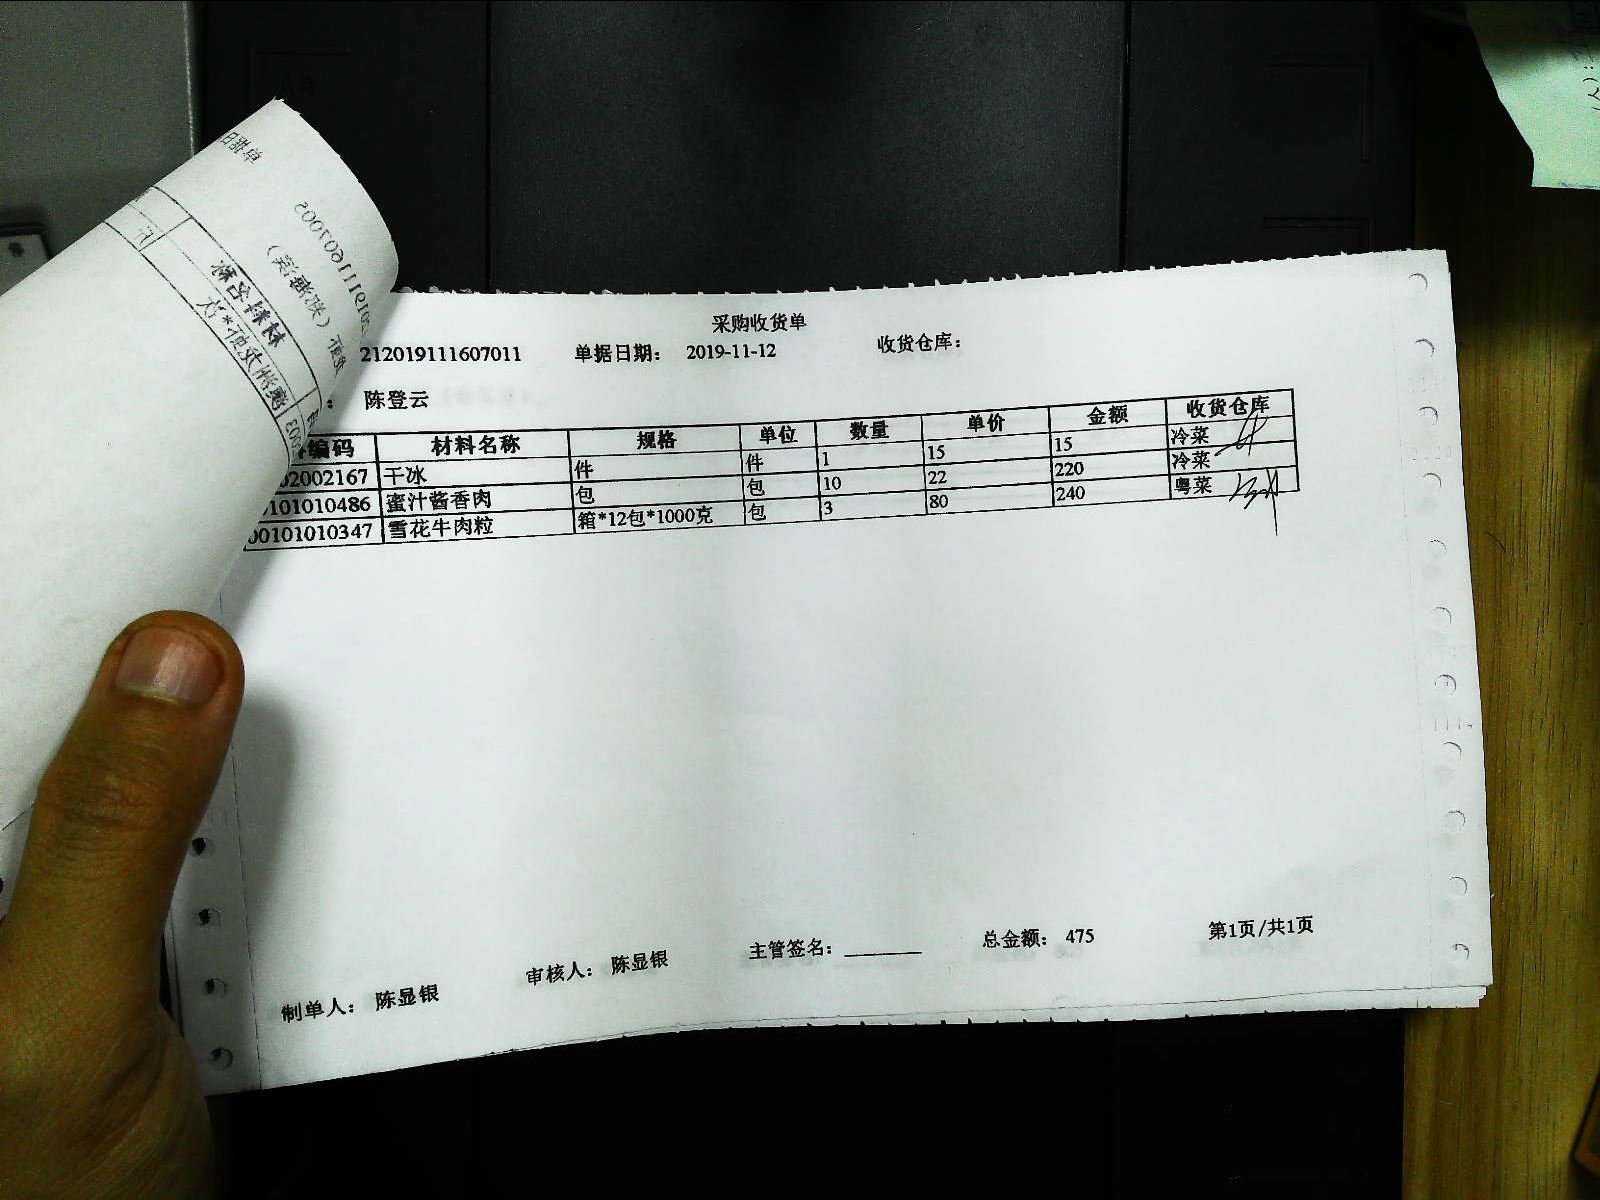 采购收货单
212019111607011 单据日期： 2019-11-12 收货仓库：
： 陈登云
编码 材料名称 规格 单位 数量 单价 金额 收货仓库
02002167 干冰 件 件 1 15 15 冷菜
101010486 蜜汁酱香肉 包 包 10 22 220 冷菜
00101010347 雪花牛肉粒 箱*12包*1000克 包 3 80 240 粤菜
制单人： 陈显银 审核人： 陈显银 主管签名： 总金额： 475 第1页/共1页